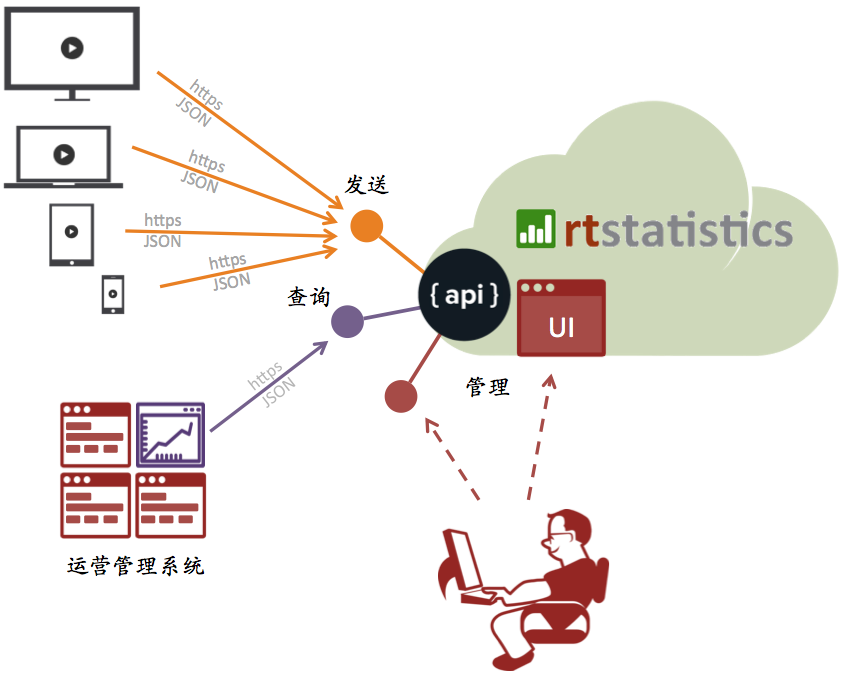 https
JSON
https
JSON
https
JSON
https
JSON
发送
rtstatistics
{ api }
查询
UI
https
JSON
管理
运营管理系统